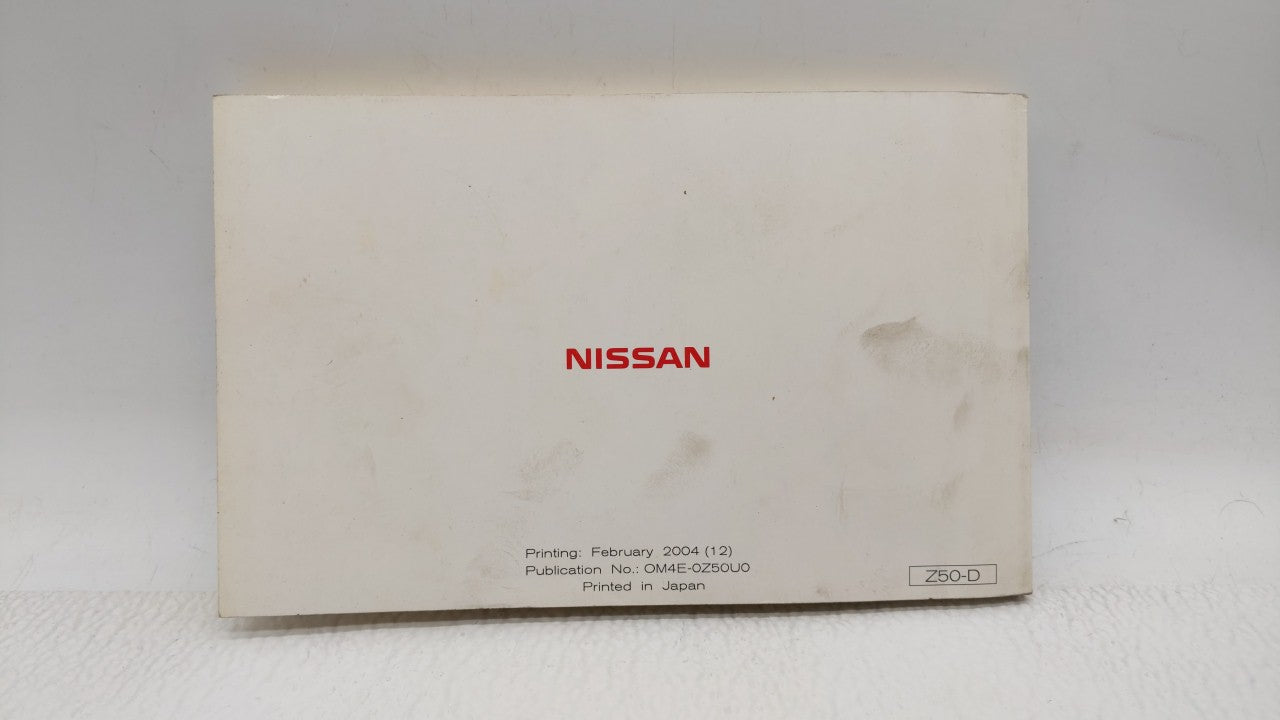 NISSAN
Printing: February 2004 (12)
Publication No.: OM4E-0Z50U0
Printed in Japan
Z50-D